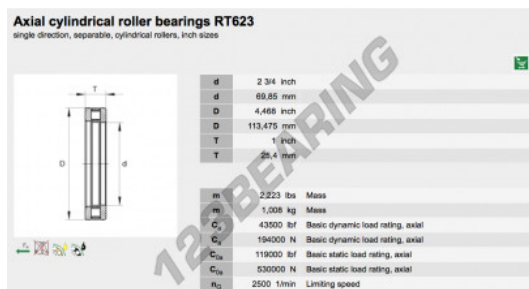 Axial cylindrical roller bearings RT623
single direction, separable, cylindrical rollers, inch sizes
T
D
d
d 2 3/4 inch
d 69,85 mm
D 4,468 inch
D 113,475 mm
T 1 inch
T 25,4 mm
m 2,223 lbs Mass
m 1,008 kg Mass
Ca 43500 lbf Basic dynamic load rating, axial
Ca 194000 N Basic dynamic load rating, axial
C0a 119000 lbf Basic static load rating, axial
C0a 530000 N Basic static load rating, axial
nG 2500 1/min Limiting speed
123BEARING